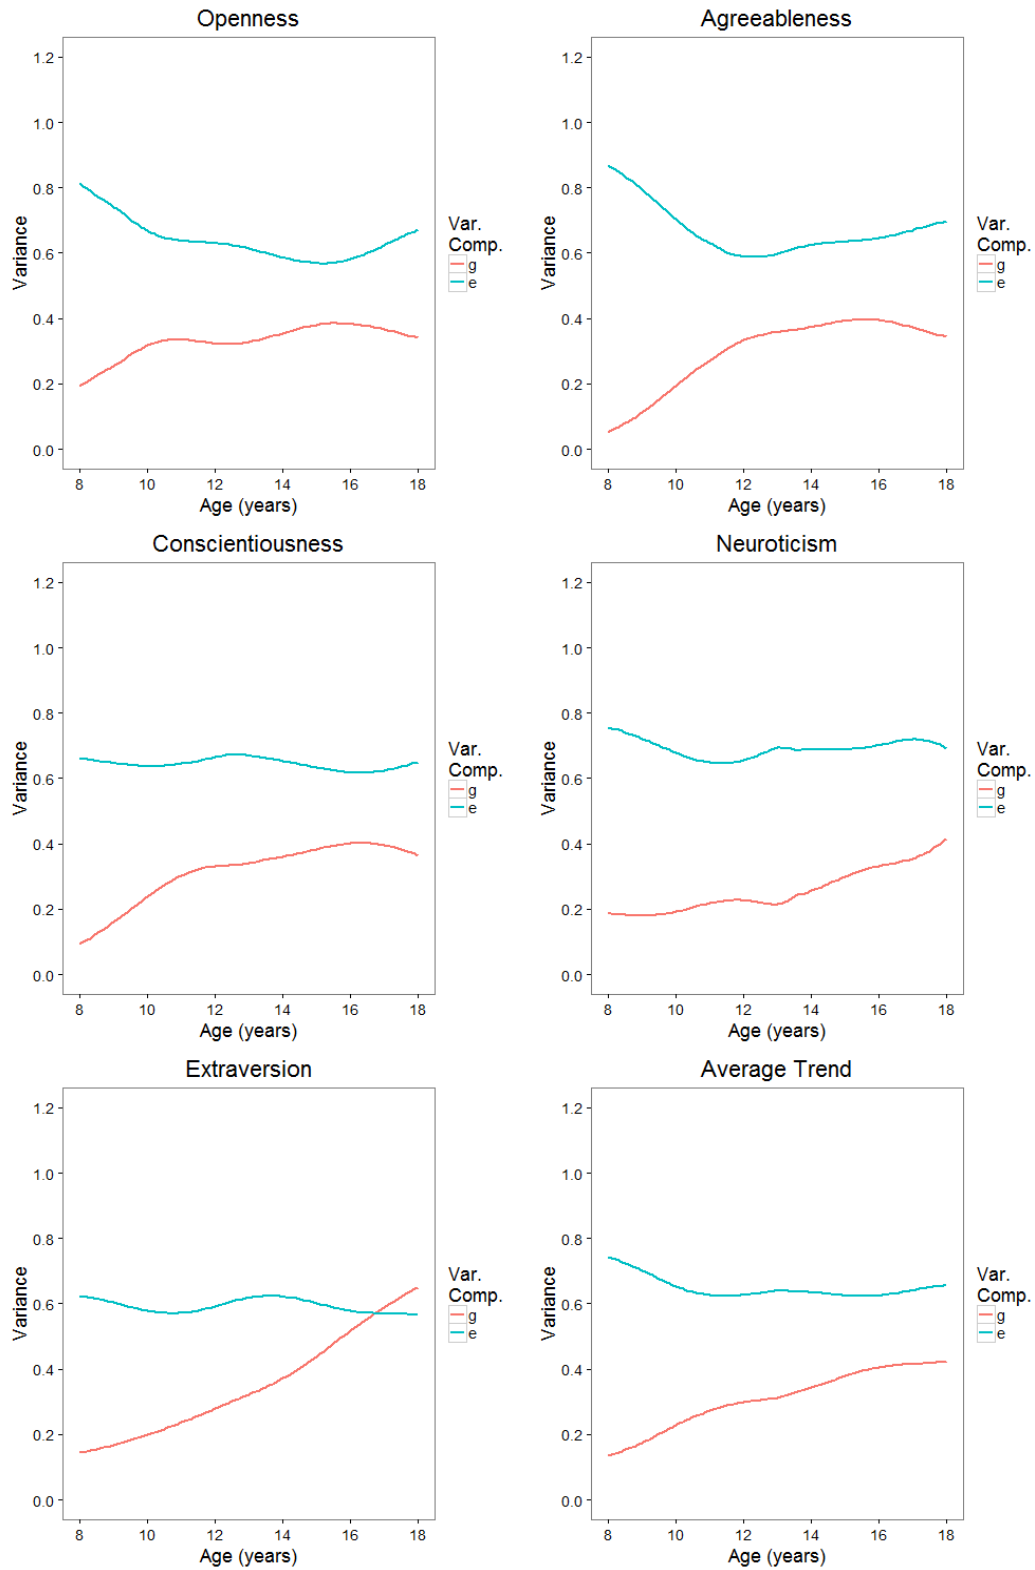 Openness
1.2
1.0
0.8
0.6
0.4
0.2
0.0
Variance
8 10 12 14 16 18
Age (years)
Var.
Comp.
g
e
Agreeableness
1.2
1.0
0.8
0.6
0.4
0.2
0.0
Variance
8 10 12 14 16 18
Age (years)
Var.
Comp.
g
e
Conscientiousness
1.2
1.0
0.8
0.6
0.4
0.2
0.0
Variance
8 10 12 14 16 18
Age (years)
Var.
Comp.
g
e
Neuroticism
1.2
1.0
0.8
0.6
0.4
0.2
0.0
Variance
8 10 12 14 16 18
Age (years)
Var.
Comp.
g
e
Extraversion
1.2
1.0
0.8
0.6
0.4
0.2
0.0
Variance
8 10 12 14 16 18
Age (years)
Var.
Comp.
g
e
Average Trend
1.2
1.0
0.8
0.6
0.4
0.2
0.0
Variance
8 10 12 14 16 18
Age (years)
Var.
Comp.
g
e